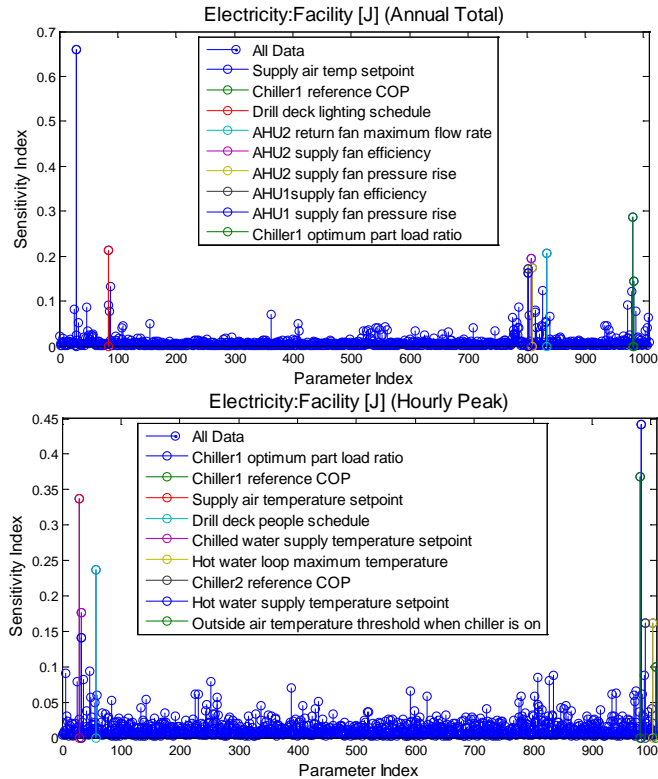 Electricity:Facility [J] (Annual Total)
0.7
0.6
0.5
0.4
0.3
0.2
0.1
0
Sensitivity Index
All Data
Supply air temp setpoint
Chiller1 reference COP
Drill deck lighting schedule
AHU2 return fan maximum flow rate
AHU2 supply fan efficiency
AHU2 supply fan pressure rise
AHU1supply fan efficiency
AHU1 supply fan pressure rise
Chiller1 optimum part load ratio
0 100 200 300 400 500 600 700 800 900 1000
Parameter Index
Electricity:Facility [J] (Hourly Peak)
0.45
0.4
0.35
0.3
0.25
0.2
0.15
0.1
0.05
0
Sensitivity Index
All Data
Chiller1 optimum part load ratio
Chiller1 reference COP
Supply air temperature setpoint
Drill deck people schedule
Chilled water supply temperature setpoint
Hot water loop maximum temperature
Chiller2 reference COP
Hot water supply temperature setpoint
Outside air temperature threshold when chiller is on
0 100 200 300 400 500 600 700 800 900 1000
Parameter Index